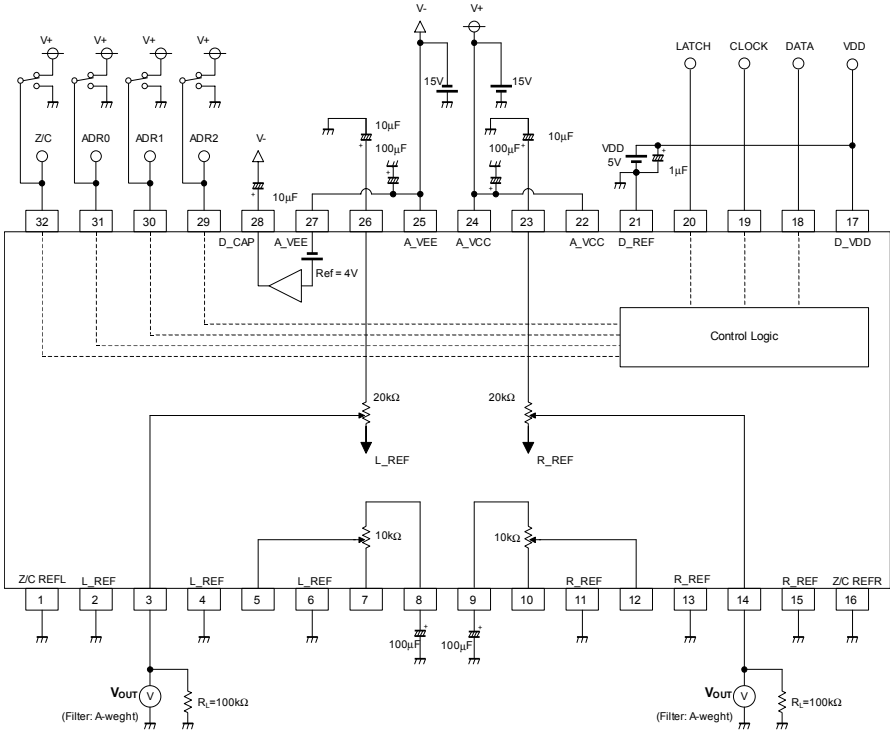 V-
V+
V+
V+
V+
V+
LATCH
CLOCK
DATA
VDD
15V
15V
10μF
10μF
100μF
100μF
Z/C
ADR0
ADR1
ADR2
V-
10μF
VDD
5V
1μF
32
31
30
29
28
27
26
25
24
23
22
21
20
19
18
17
D_CAP
A_VEE
A_VEE
A_VCC
A_VCC
D_REF
D_VDD
Ref = 4V
Control Logic
20kΩ
20kΩ
L_REF
R_REF
10kΩ
10kΩ
Z/C REFL
L_REF
L_REF
L_REF
R_REF
R_REF
R_REF
Z/C REFR
1
2
3
4
5
6
7
8
9
10
11
12
13
14
15
16
100μF
100μF
VOUT
V
RL=100kΩ
(Filter: A-weght)
VOUT
V
RL=100kΩ
(Filter: A-weght)